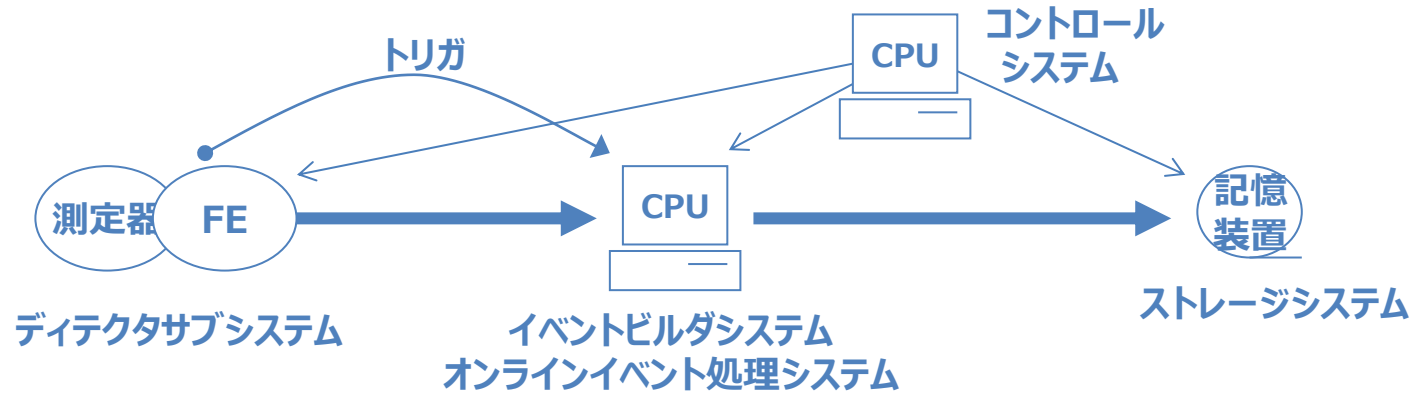 コントロール
システム
トリガ
CPU
測定器
FE
CPU
記憶
装置
ディテクタサブシステム
イベントビルダシステム
オンラインイベント処理システム
ストレージシステム